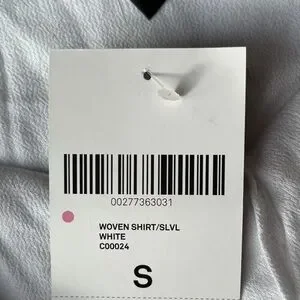 00277363031
WOVEN SHIRT/SLVL
WHITE
C00024
S